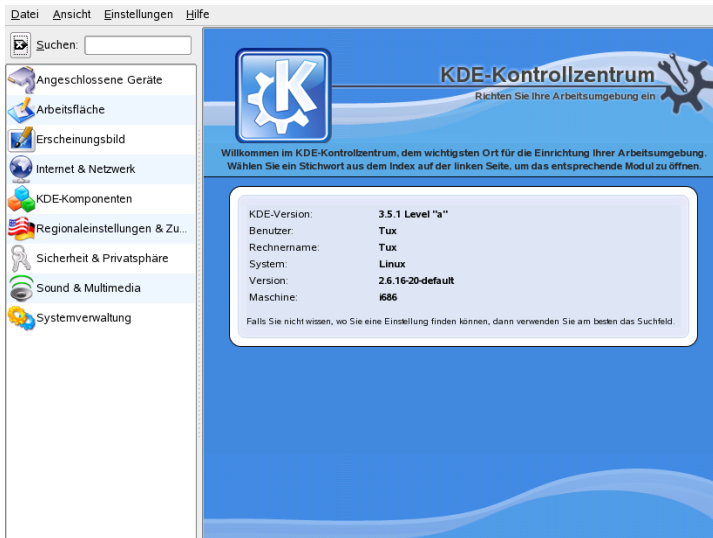 Datei Ansicht Einstellungen Hilfe
Suchen:
Angeschlossene Geräte
Arbeitsfläche
Erscheinungsbild
Internet & Netzwerk
KDE-Komponenten
Regionaleinstellungen & Zu...
Sicherheit & Privatsphäre
Sound & Multimedia
Systemverwaltung
KDE-Kontrollzentrum
Richten Sie Ihre Arbeitsumgebung ein
Willkommen im KDE-Kontrollzentrum, dem wichtigsten Ort für die Einrichtung Ihrer Arbeitsumgebung.
Wählen Sie ein Stichwort aus dem Index auf der linken Seite, um das entsprechende Modul zu öffnen.
KDE-Version: 3.5.1 Level "a"
Benutzer: Tux
Rechnername: Tux
System: Linux
Version: 2.6.16-20-default
Maschine: i686
Falls Sie nicht wissen, wo Sie eine Einstellung finden können, dann verwenden Sie am besten das Suchfeld.